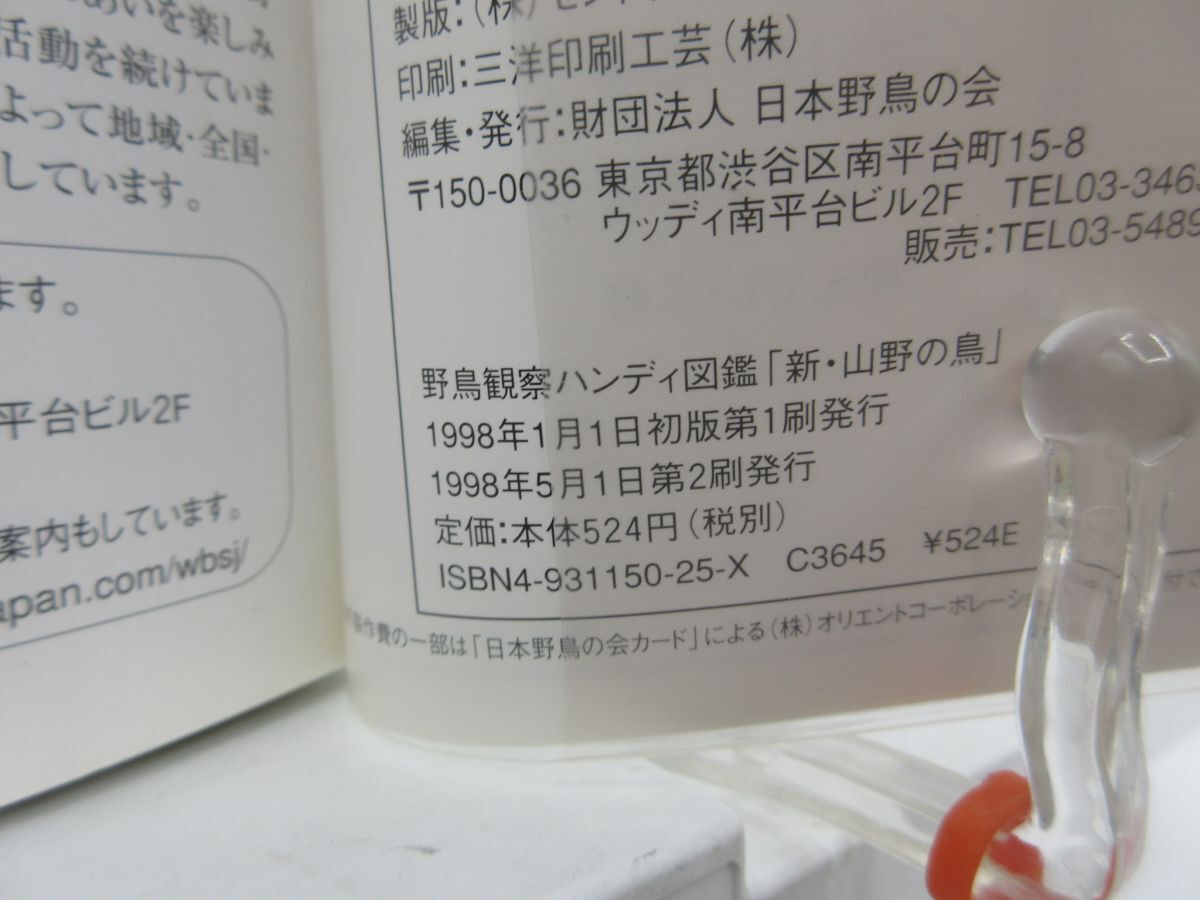 あいを楽しみ
活動を続けていま
よって地域・全国・
しています。
ます。
平台ビル2F
案内もしています。
apan.com/wbsj/
製版：（株）セント
印刷：三洋印刷工芸（株）
編集・発行：財団法人 日本野鳥の会
〒150-0036 東京都渋谷区南平台町15-8
ウッディ南平台ビル2F TEL03-3463
販売：TEL03-5489
野鳥観察ハンディ図鑑「新・山野の鳥」
1998年1月1日初版第1刷発行
1998年5月1日第2刷発行
定価：本体524円（税別）
ISBN4-931150-25-X C3645 ¥524E
作費の一部は「日本野鳥の会カード」による（株）オリエントコーポレーシ